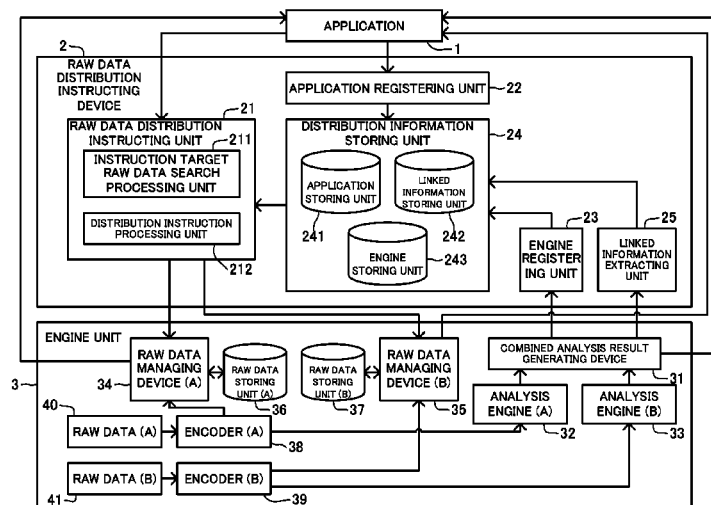 APPLICATION
1
2
RAW DATA
DISTRIBUTION
INSTRUCTING
DEVICE
APPLICATION REGISTERING UNIT
22
21
RAW DATA DISTRIBUTION
INSTRUCTING UNIT
211
INSTRUCTION TARGET
RAW DATA SEARCH
PROCESSING UNIT
DISTRIBUTION INSTRUCTION
PROCESSING UNIT
212
DISTRIBUTION INFORMATION
STORING UNIT
24
APPLICATION
STORING UNIT
241
LINKED
INFORMATION
STORING UNIT
242
ENGINE
STORING UNIT
243
23
ENGINE
REGISTER
ING UNIT
25
LINKED
INFORMATION
EXTRACTING
UNIT
ENGINE UNIT
3
RAW DATA
MANAGING
DEVICE (A)
34
RAW DATA
STORING
UNIT (A)
36
RAW DATA
STORING
UNIT (B)
37
RAW DATA
MANAGING
DEVICE (B)
35
COMBINED ANALYSIS RESULT
GENERATING DEVICE
31
ANALYSIS
ENGINE (A)
32
ANALYSIS
ENGINE (B)
33
40
RAW DATA (A)
ENCODER (A)
38
RAW DATA (B)
41
ENCODER (B)
39